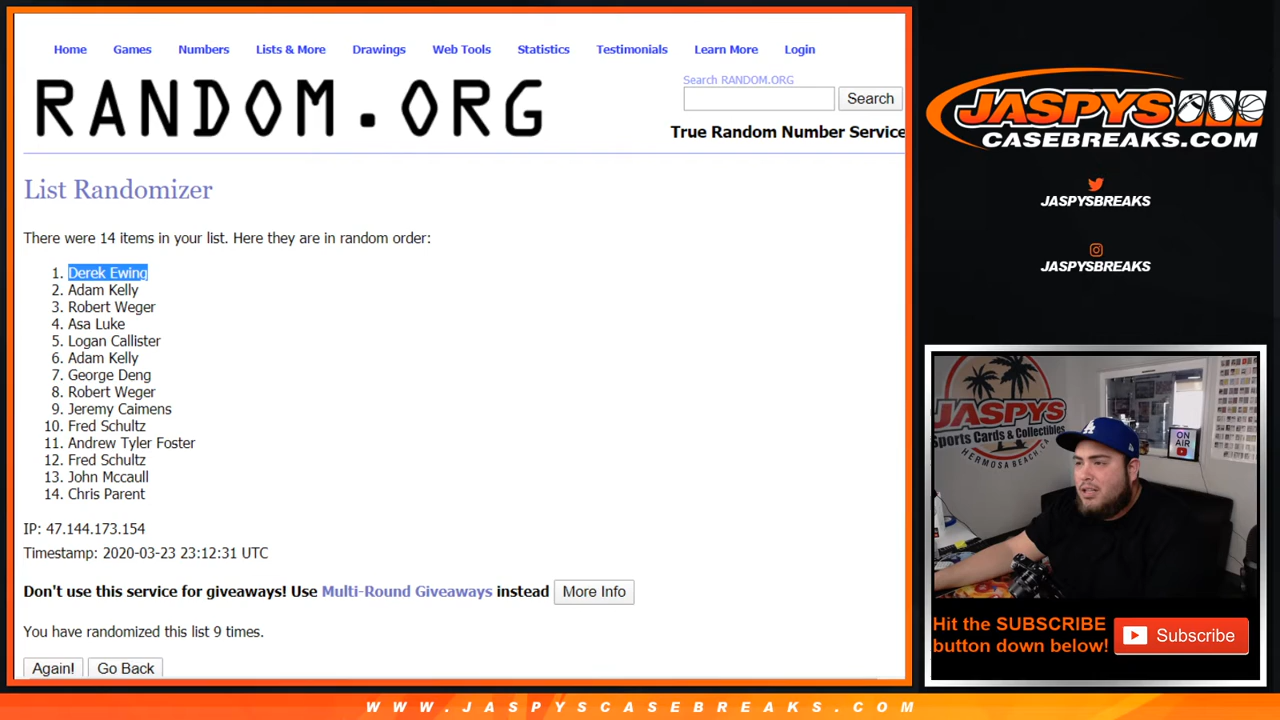 Home Games Numbers Lists & More Drawings Web Tools Statistics Testimonials Learn More Login
RANDOM.ORG
Search RANDOM.ORG
Search
True Random Number Service
List Randomizer
There were 14 items in your list. Here they are in random order:
1. Derek Ewing
2. Adam Kelly
3. Robert Weger
4. Asa Luke
5. Logan Callister
6. Adam Kelly
7. George Deng
8. Robert Weger
9. Jeremy Caimens
10. Fred Schultz
11. Andrew Tyler Foster
12. Fred Schultz
13. John Mccaull
14. Chris Parent
IP: 47.144.173.154
Timestamp: 2020-03-23 23:12:31 UTC
Don't use this service for giveaways! Use Multi-Round Giveaways instead More Info
You have randomized this list 9 times.
Again! Go Back
JASPYS
CASEBREAKS.COM
JASPYSBREAKS
JASPYSBREAKS
JASPYS
Sports Cards & Collectibles
HERMOSA BEACH, CA
ON
AIR
Hit the SUBSCRIBE
button down below!
Subscribe
WWW.JASPYSCASEBREAKS.COM